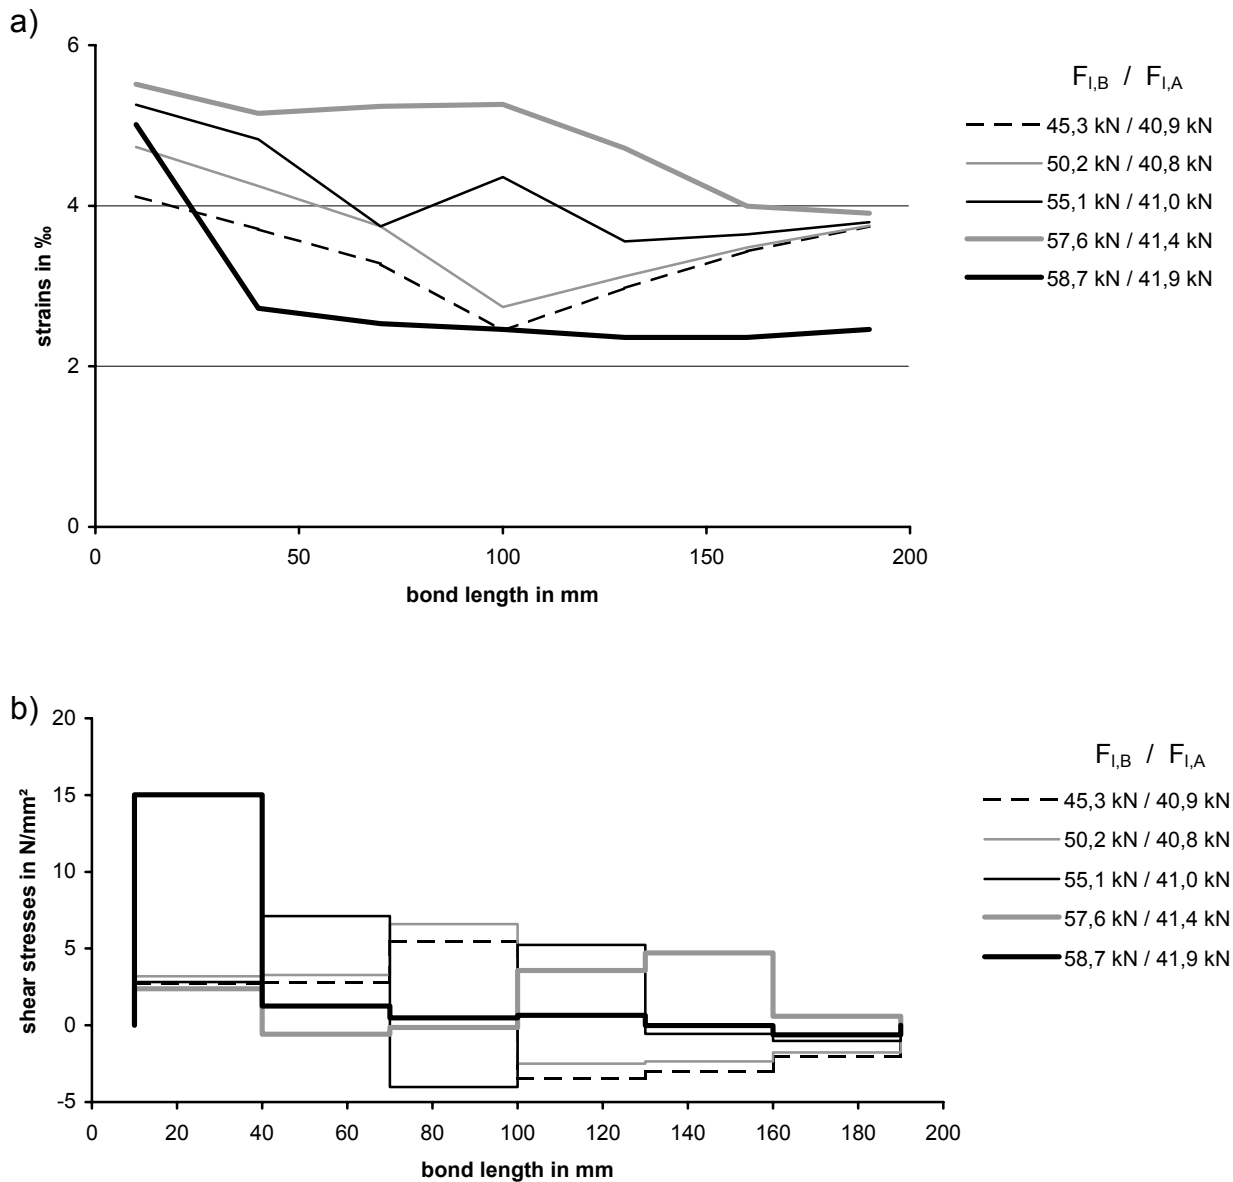 a)
6
4
2
0
strains in ‰
0 50 100 150 200
bond length in mm
F_{I,B} / F_{I,A}
45,3 kN / 40,9 kN
50,2 kN / 40,8 kN
55,1 kN / 41,0 kN
57,6 kN / 41,4 kN
58,7 kN / 41,9 kN
b)
20
15
10
5
0
-5
shear stresses in N/mm²
0 20 40 60 80 100 120 140 160 180 200
bond length in mm
F_{I,B} / F_{I,A}
45,3 kN / 40,9 kN
50,2 kN / 40,8 kN
55,1 kN / 41,0 kN
57,6 kN / 41,4 kN
58,7 kN / 41,9 kN